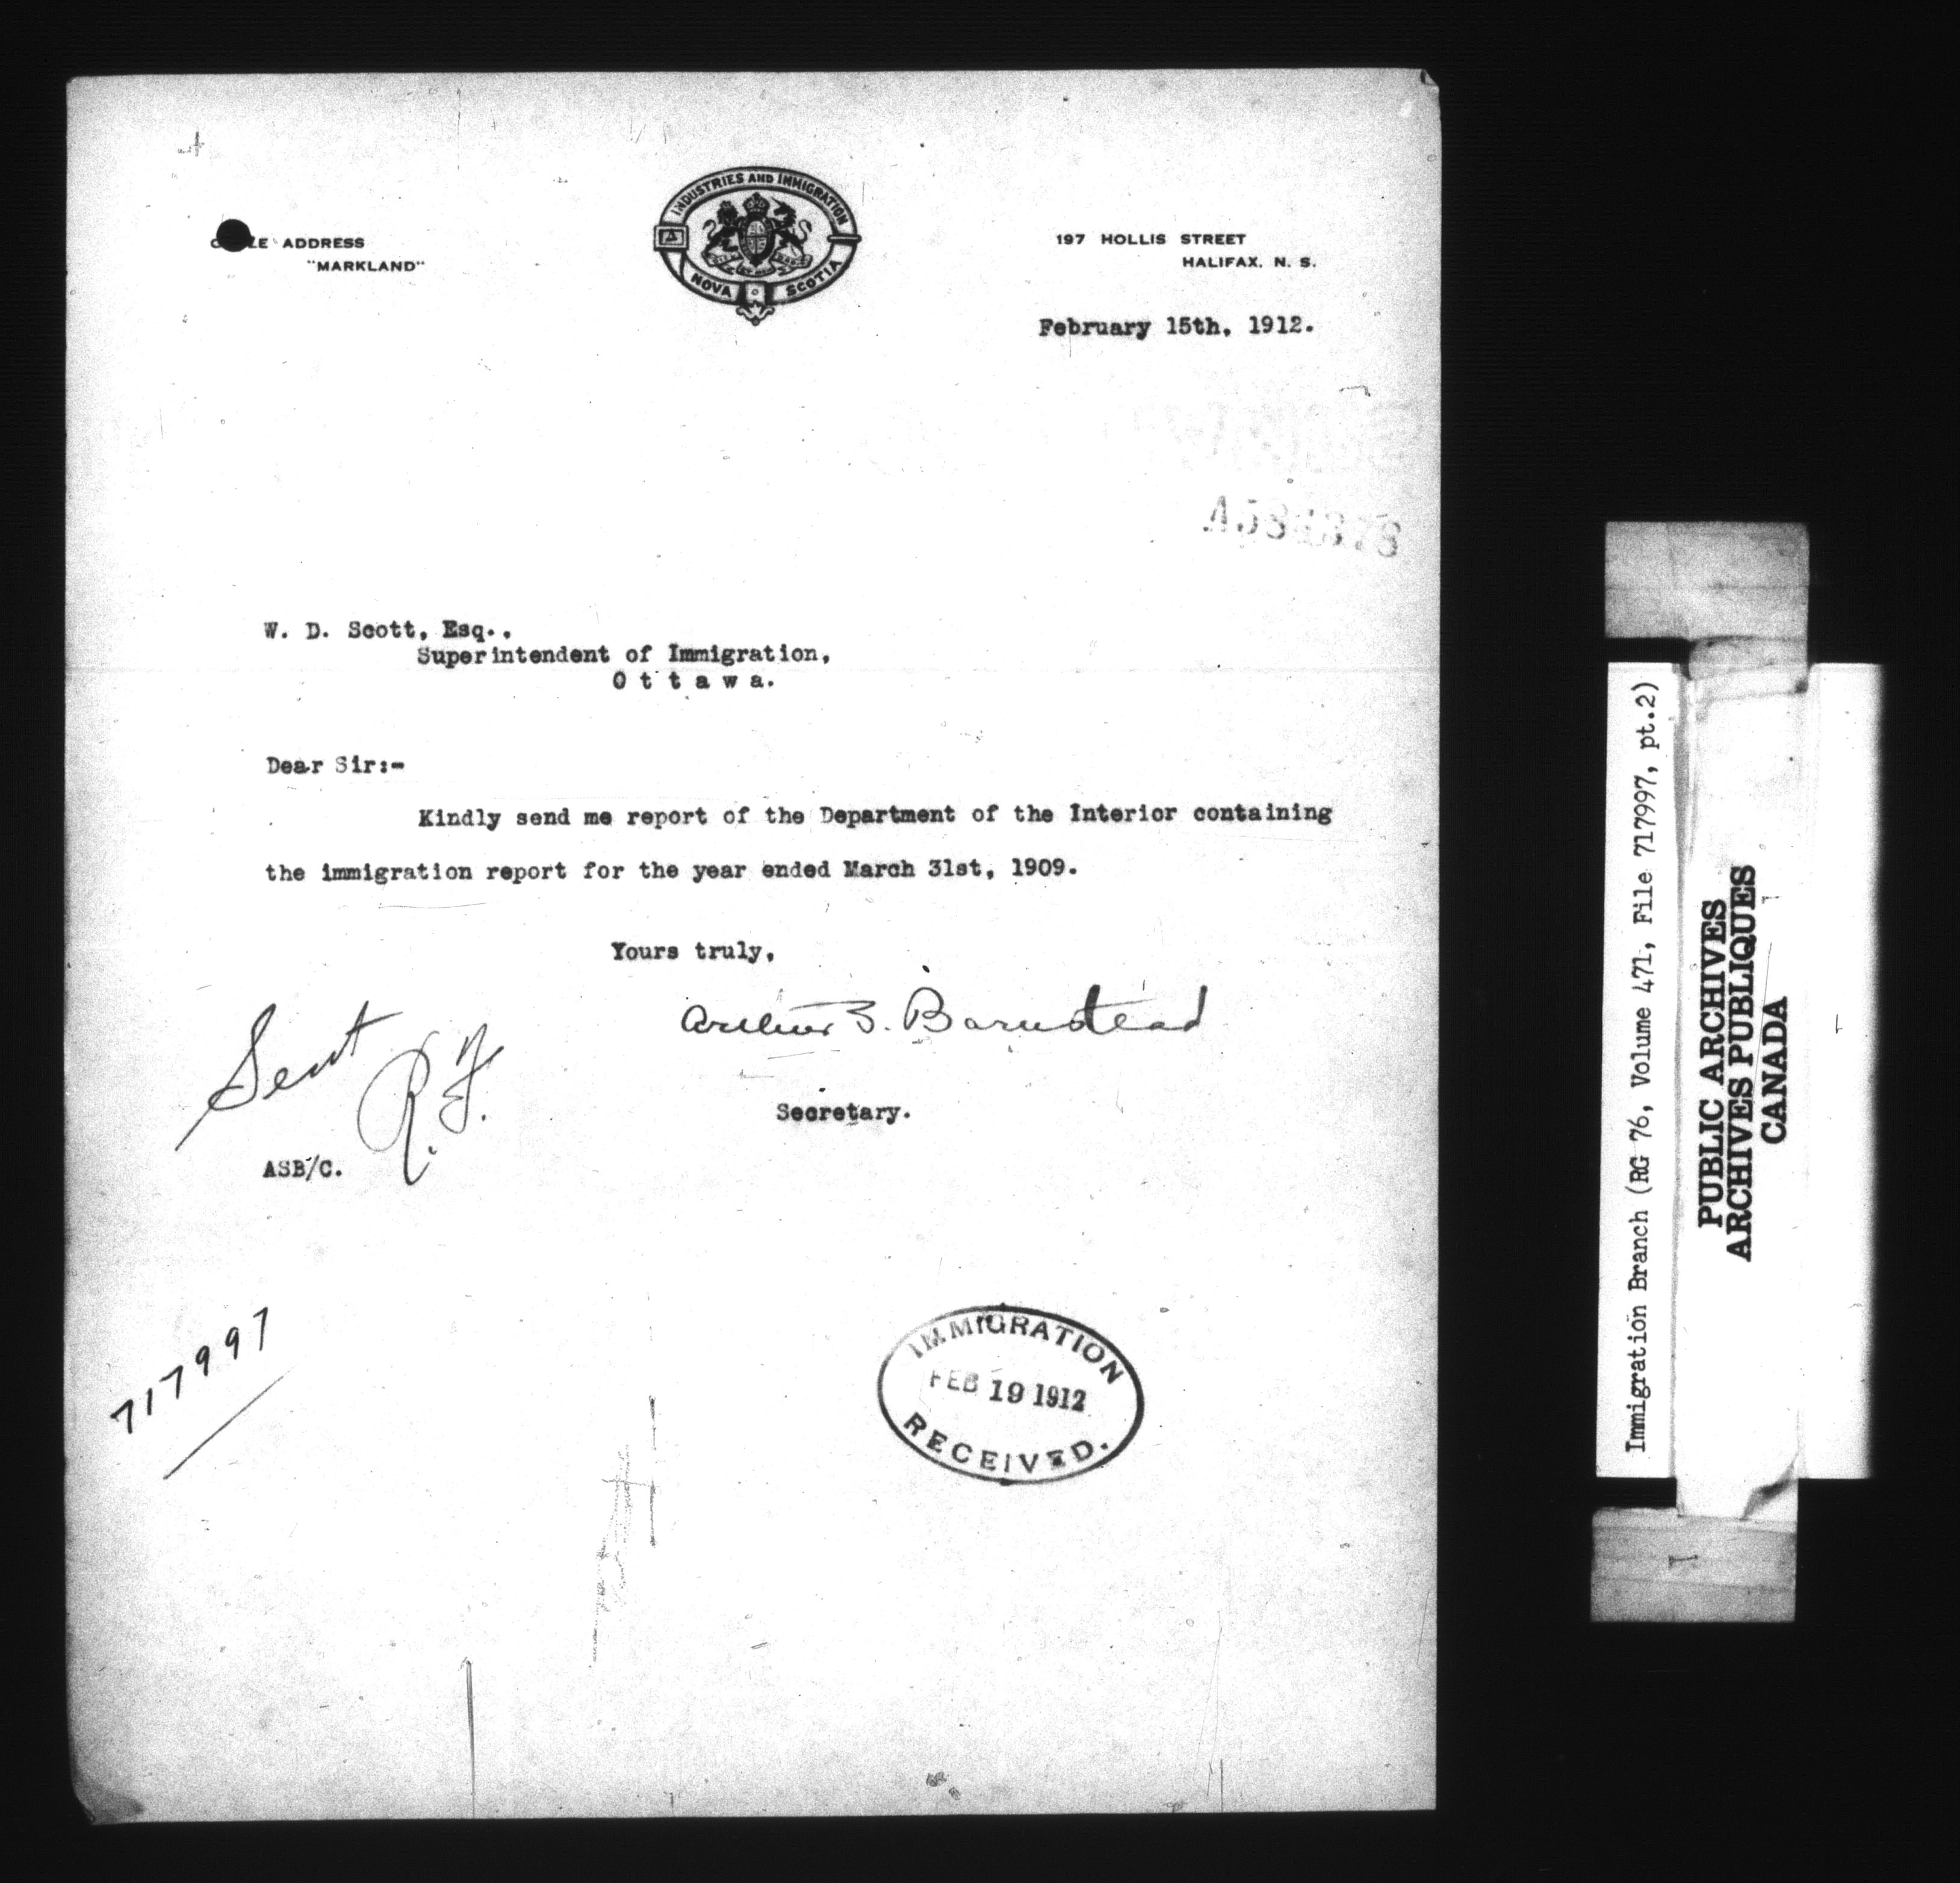 INDUSTRIES AND IMMIGRATION
NOVA SCOTIA
ADDRESS
"MARKLAND"
197 HOLLIS STREET
HALIFAX, N. S.
February 15th, 1912.
W. D. Scott, Esq.,
Superintendent of Immigration,
Ottawa.
Dear Sir:-
Kindly send me report of the Department of the Interior containing
the immigration report for the year ended March 31st, 1909.
Yours truly,
Arthur S. Barnstead
Secretary.
Sent
R.F.
ASB/C.
717997
IMMIGRATION
FEB 19 1912
RECEIVED.
Immigration Branch (RG 76, Volume 471, File 717997, pt.2)
PUBLIC ARCHIVES
ARCHIVES PUBLIQUES
CANADA